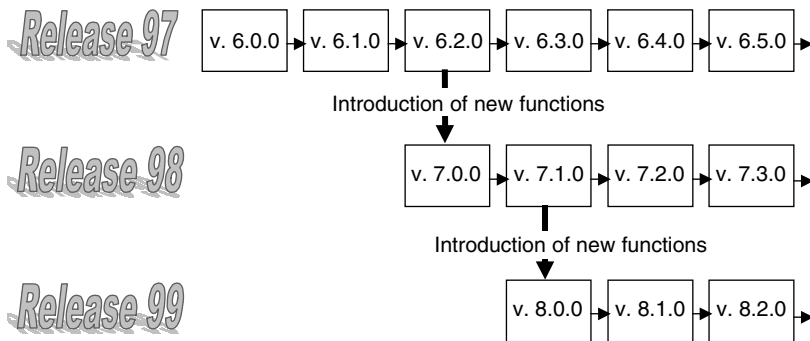 Release 97
v. 6.0.0 v. 6.1.0 v. 6.2.0 v. 6.3.0 v. 6.4.0 v. 6.5.0
Introduction of new functions
Release 98
v. 7.0.0 v. 7.1.0 v. 7.2.0 v. 7.3.0
Introduction of new functions
Release 99
v. 8.0.0 v. 8.1.0 v. 8.2.0